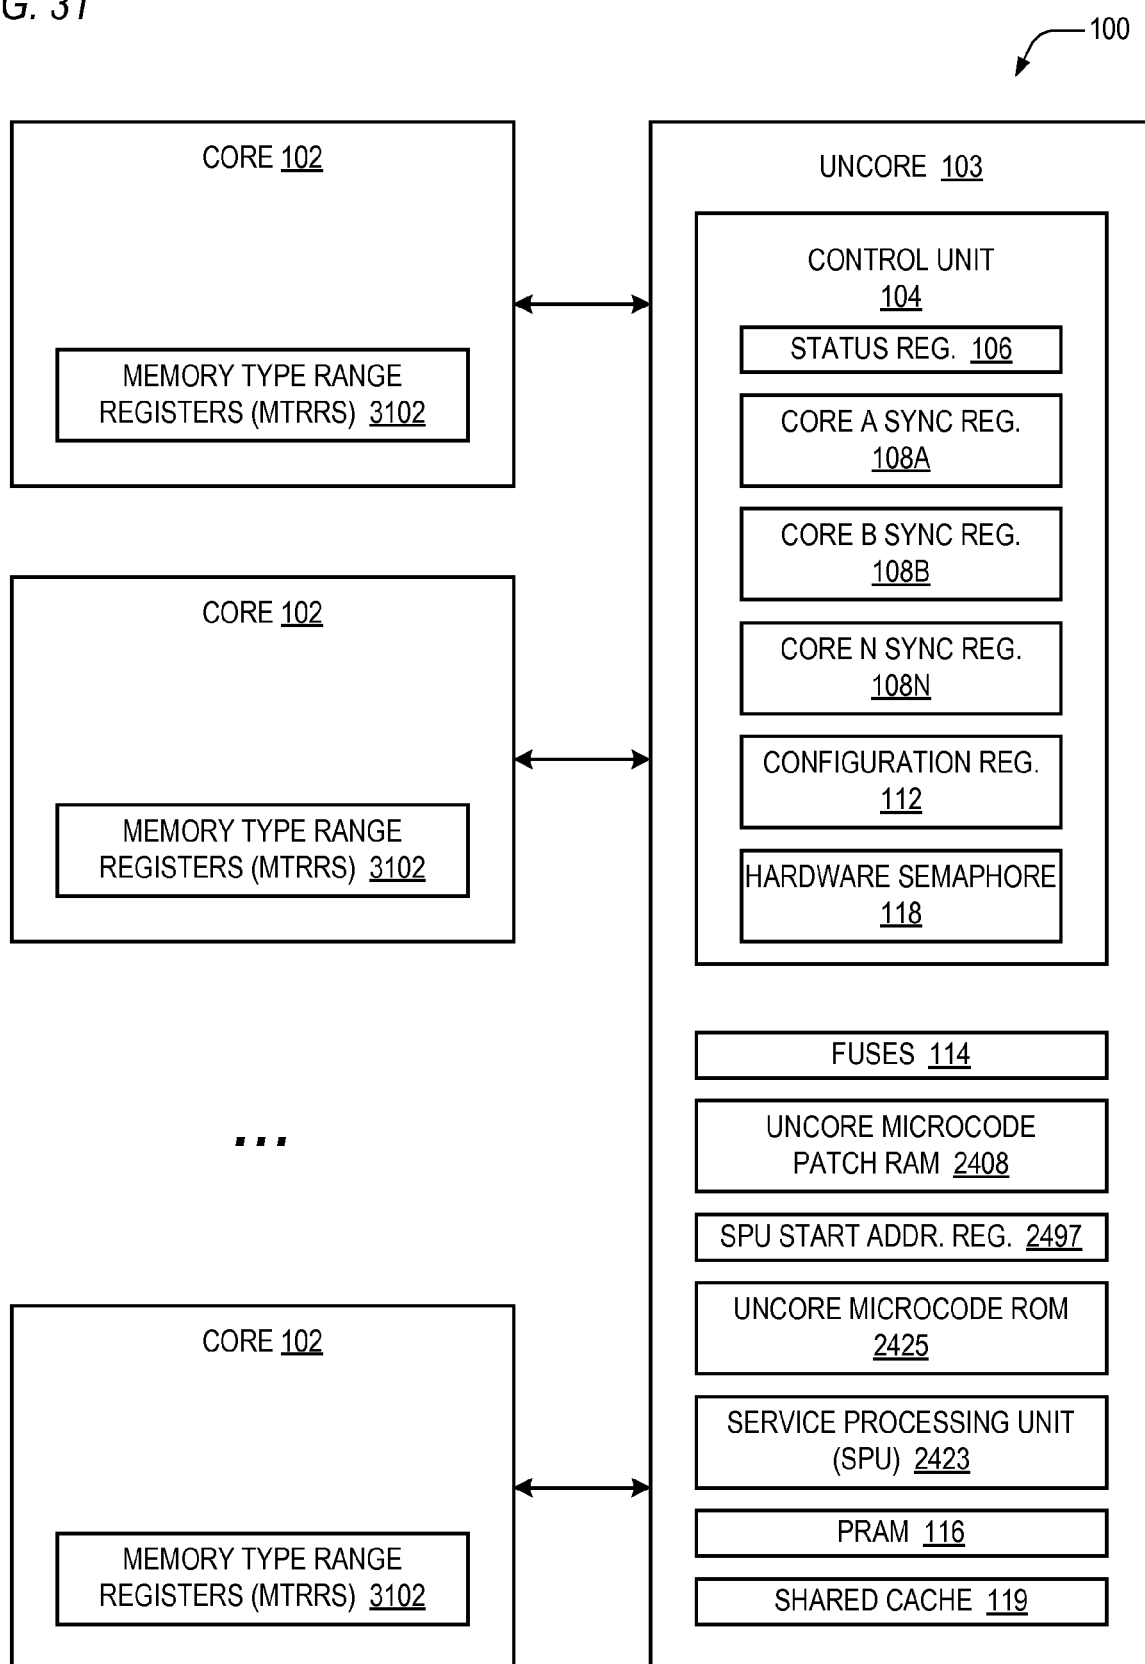 G. 31
100
CORE 102
MEMORY TYPE RANGE
REGISTERS (MTRRS) 3102
CORE 102
MEMORY TYPE RANGE
REGISTERS (MTRRS) 3102
...
CORE 102
MEMORY TYPE RANGE
REGISTERS (MTRRS) 3102
UNCORE 103
CONTROL UNIT
104
STATUS REG. 106
CORE A SYNC REG.
108A
CORE B SYNC REG.
108B
CORE N SYNC REG.
108N
CONFIGURATION REG.
112
HARDWARE SEMAPHORE
118
FUSES 114
UNCORE MICROCODE
PATCH RAM 2408
SPU START ADDR. REG. 2497
UNCORE MICROCODE ROM
2425
SERVICE PROCESSING UNIT
(SPU) 2423
PRAM 116
SHARED CACHE 119